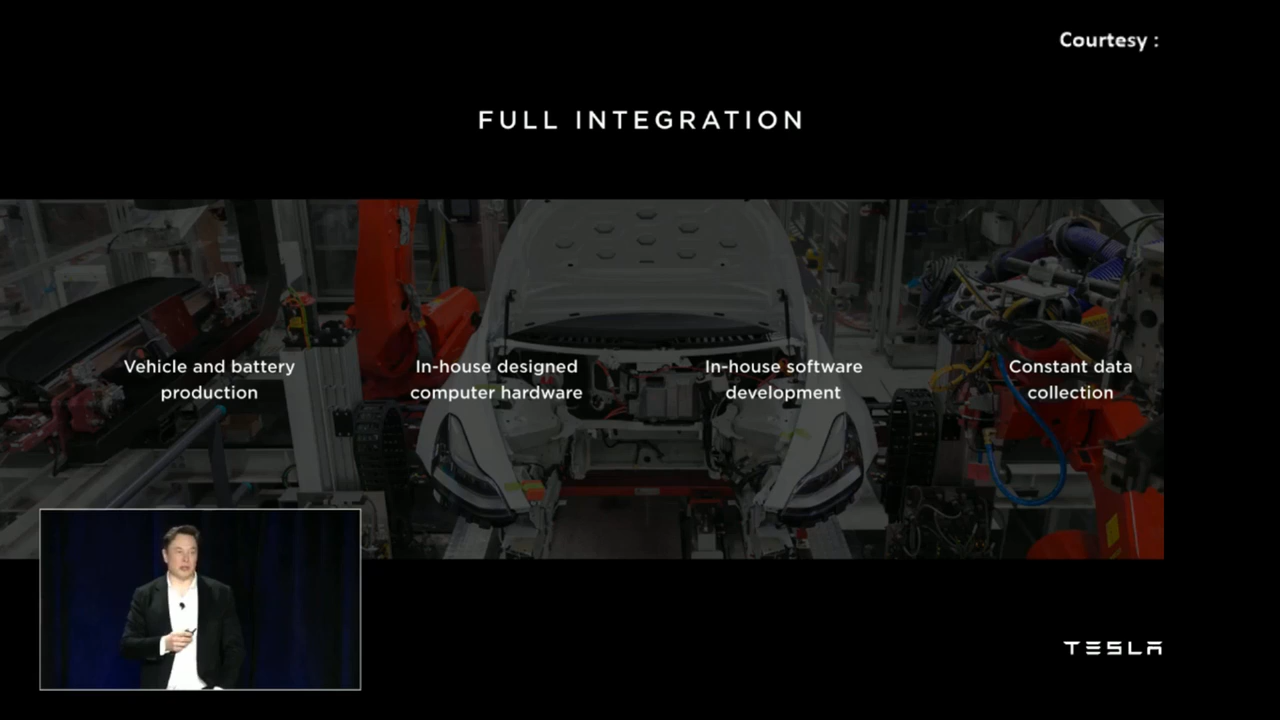 Courtesy :
FULL INTEGRATION
Vehicle and battery
production
In-house designed
computer hardware
In-house software
development
Constant data
collection
TESLA